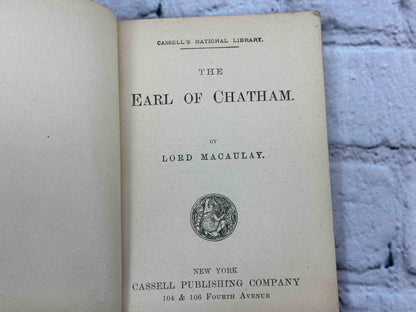 CASSELL'S NATIONAL LIBRARY.
THE
EARL OF CHATHAM.
BY
LORD MACAULAY.
NEW YORK
CASSELL PUBLISHING COMPANY
104 & 106 FOURTH AVENUE